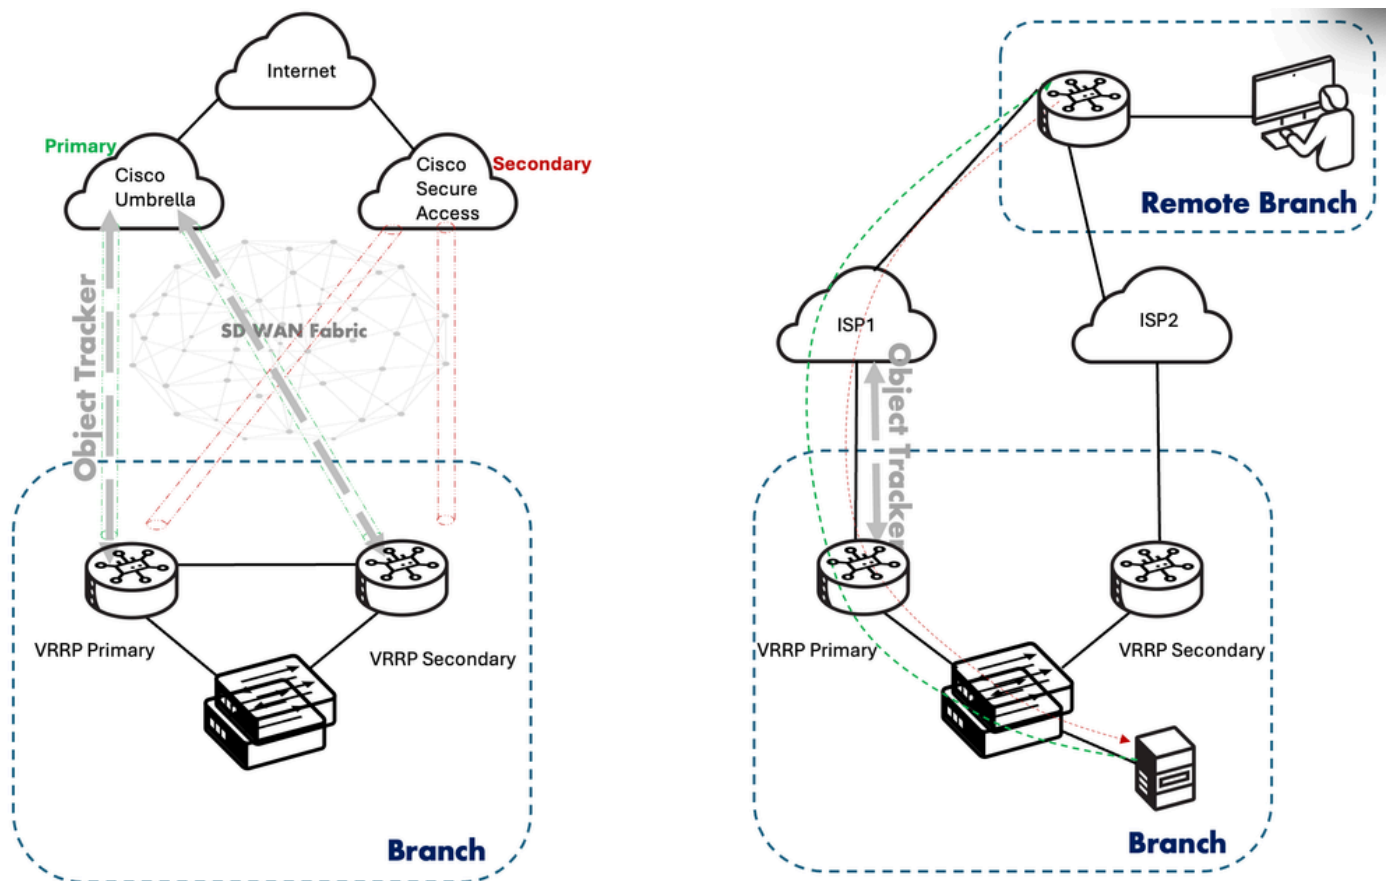 Internet
Primary
Cisco
Umbrella
Cisco
Secure
Access
Secondary
Object Tracker
SD WAN Fabric
VRRP Primary
VRRP Secondary
Branch
Remote Branch
ISP1
ISP2
Object Tracker
VRRP Primary
VRRP Secondary
Branch